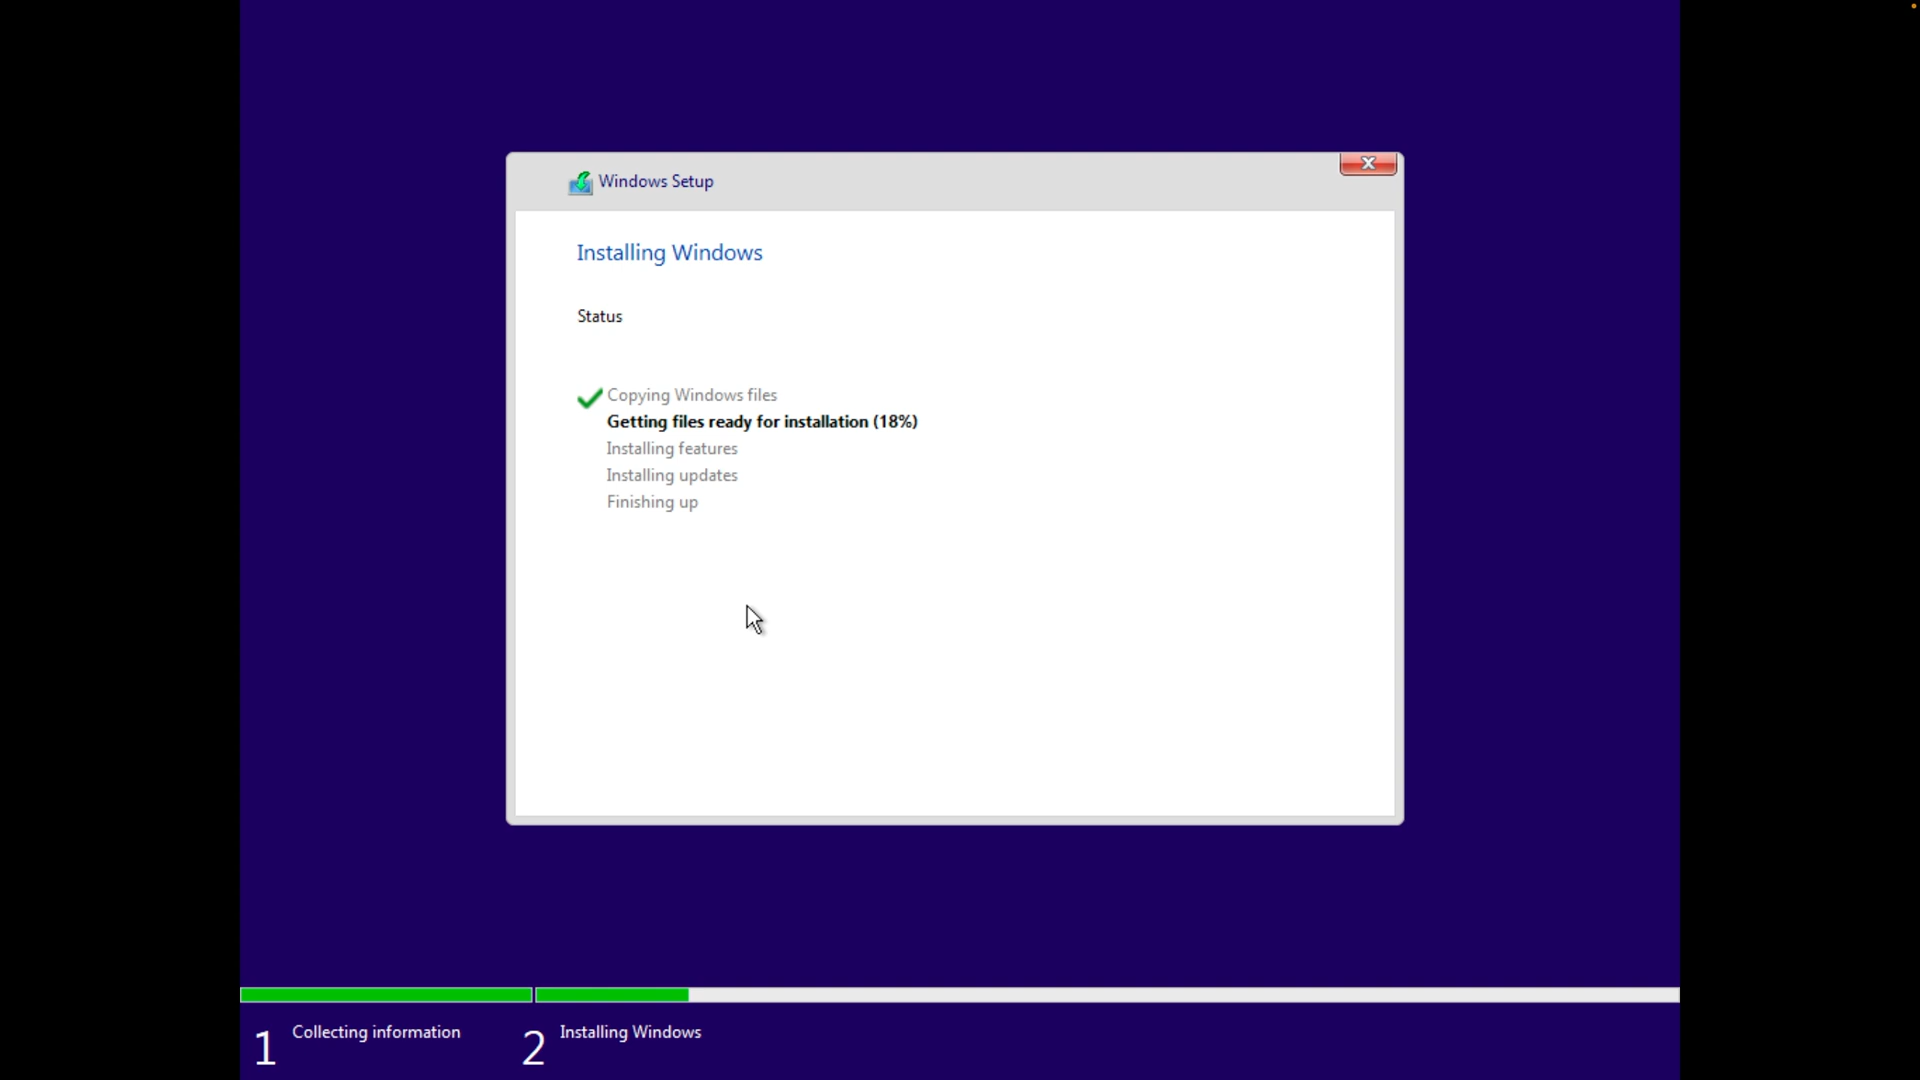 Windows Setup
Installing Windows
Status
Copying Windows files
Getting files ready for installation (18%)
Installing features
Installing updates
Finishing up
1 Collecting information
2 Installing Windows